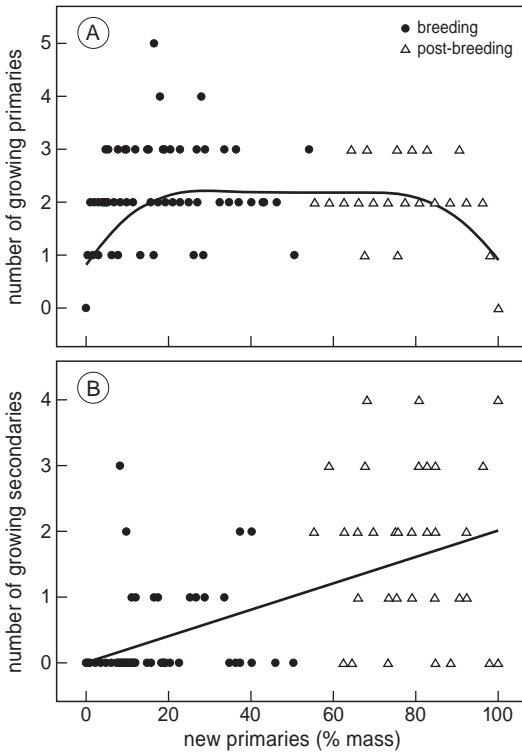 A
breeding
post-breeding
5
4
3
2
1
0
number of growing primaries
B
4
3
2
1
0
number of growing secondaries
0 20 40 60 80 100
new primaries (% mass)